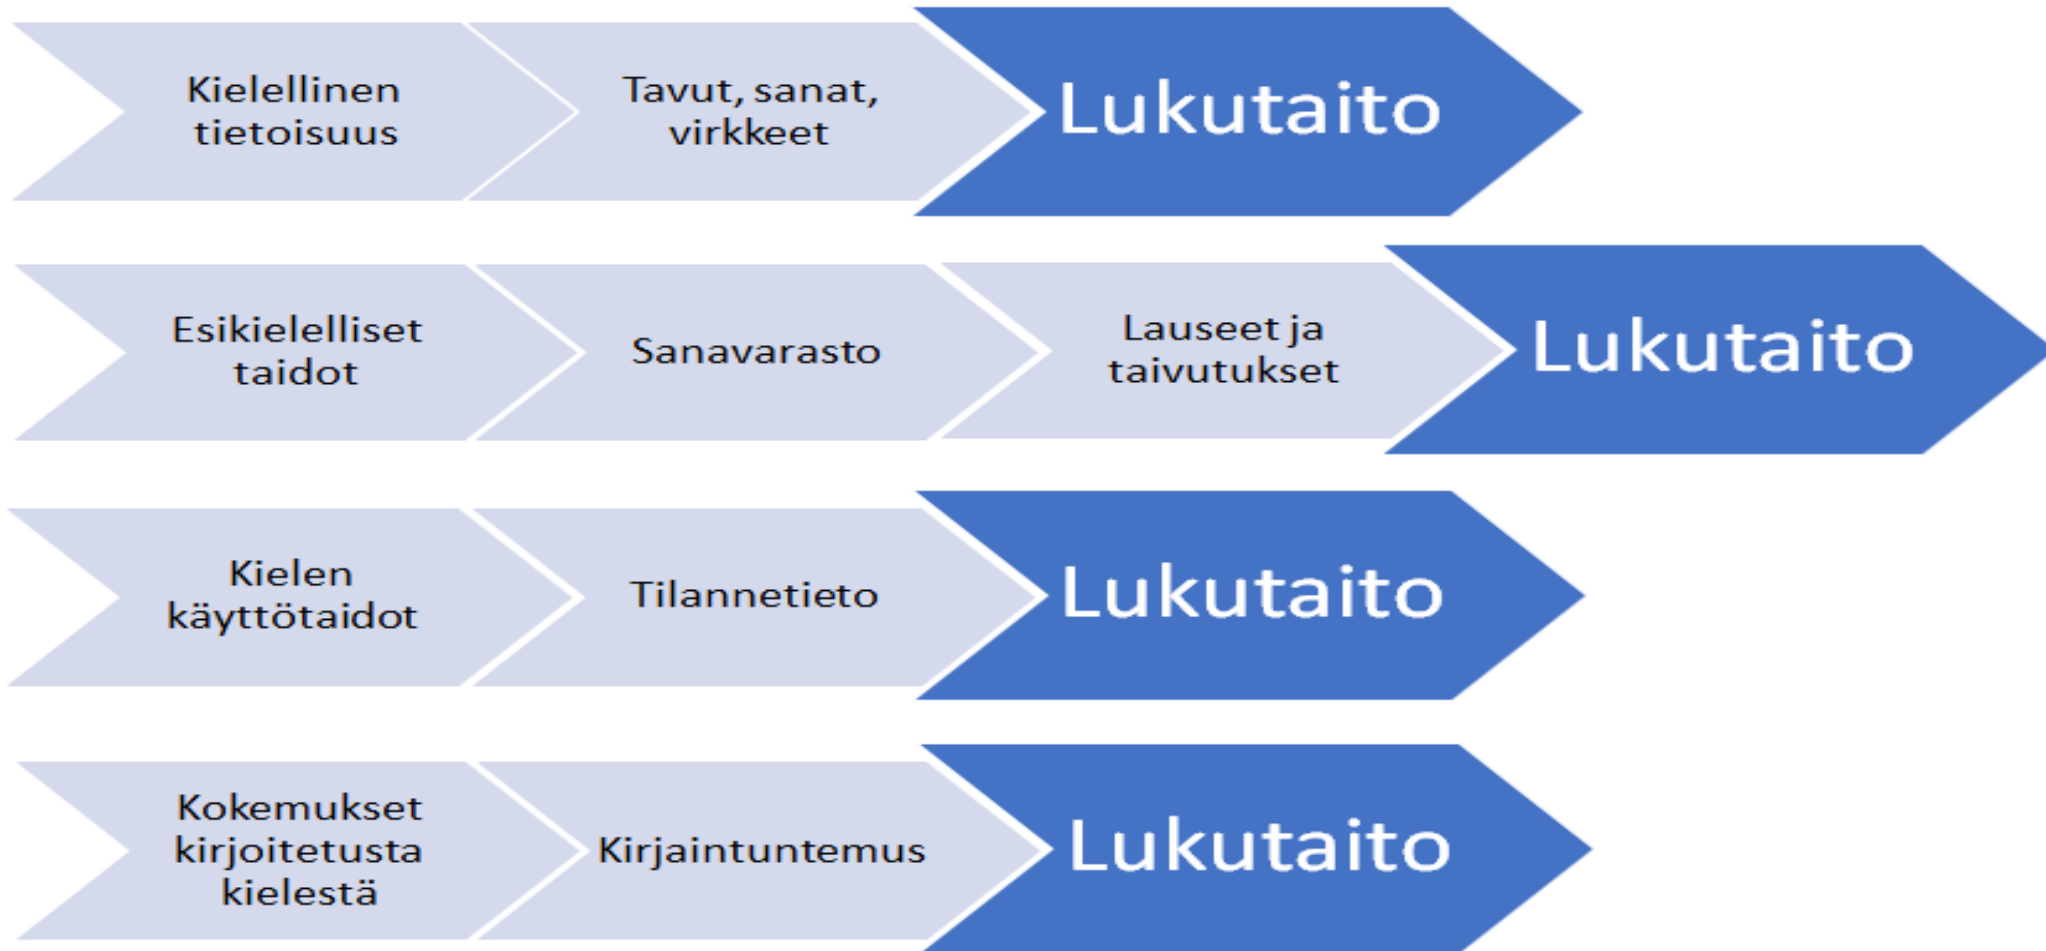 Kielellinen
tietoisuus
Tavut, sanat,
virkkeet
Lukutaito
Esikielelliset
taidot
Sanavarasto
Lauseet ja
taivutukset
Lukutaito
Kielen
käyttötaidot
Tilannetieto
Lukutaito
Kokemukset
kirjoitetusta
kielestä
Kirjaintuntemus
Lukutaito